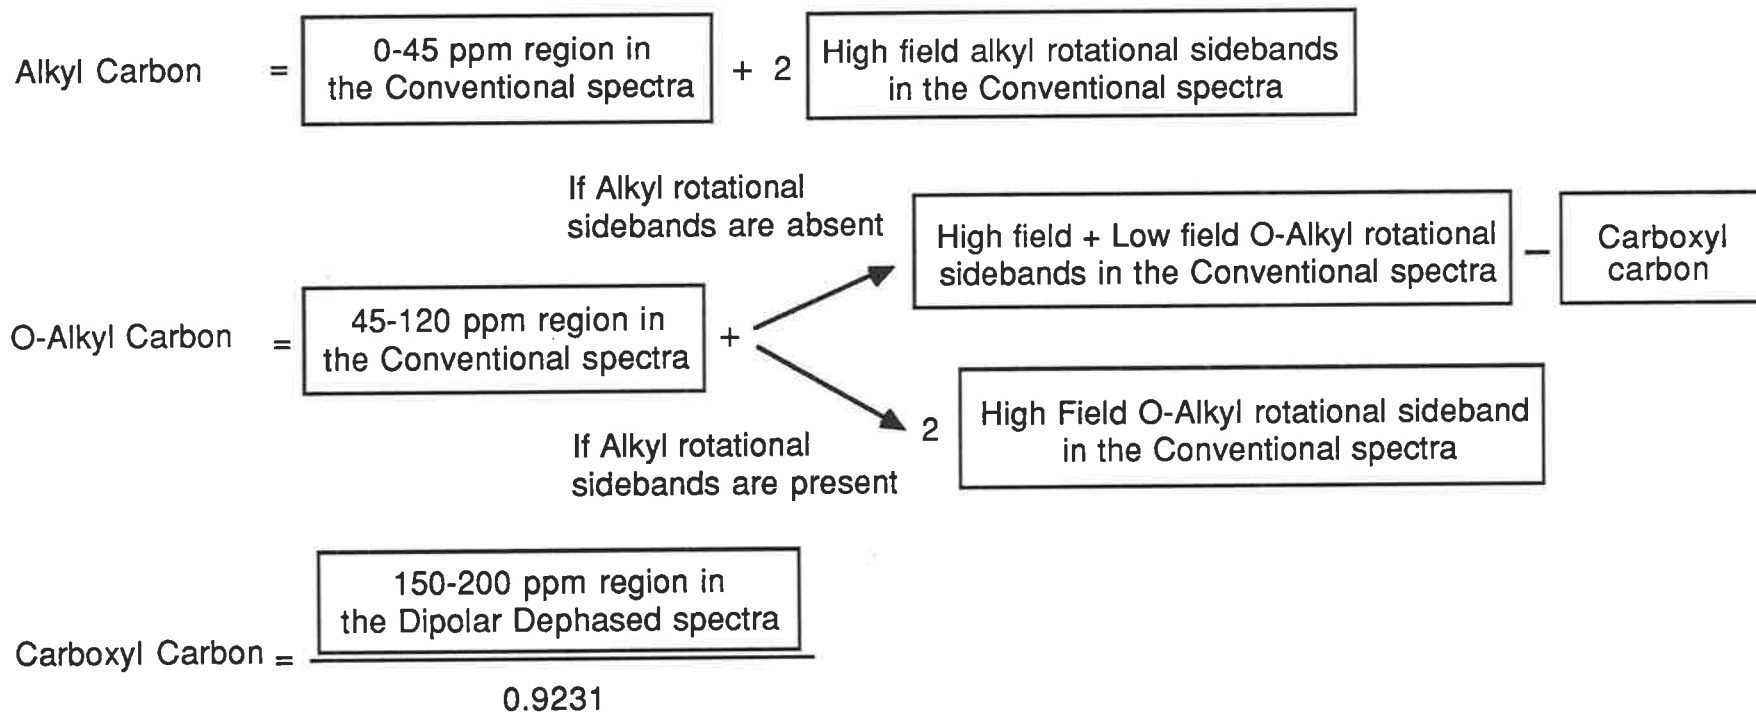 Alkyl Carbon =
0-45 ppm region in
the Conventional spectra
+ 2
High field alkyl rotational sidebands
in the Conventional spectra
If Alkyl rotational
sidebands are absent
High field + Low field O-Alkyl rotational
sidebands in the Conventional spectra
−
Carboxyl
carbon
O-Alkyl Carbon =
45-120 ppm region in
the Conventional spectra
+
2
High Field O-Alkyl rotational sideband
in the Conventional spectra
If Alkyl rotational
sidebands are present
Carboxyl Carbon =
150-200 ppm region in
the Dipolar Dephased spectra
0.9231